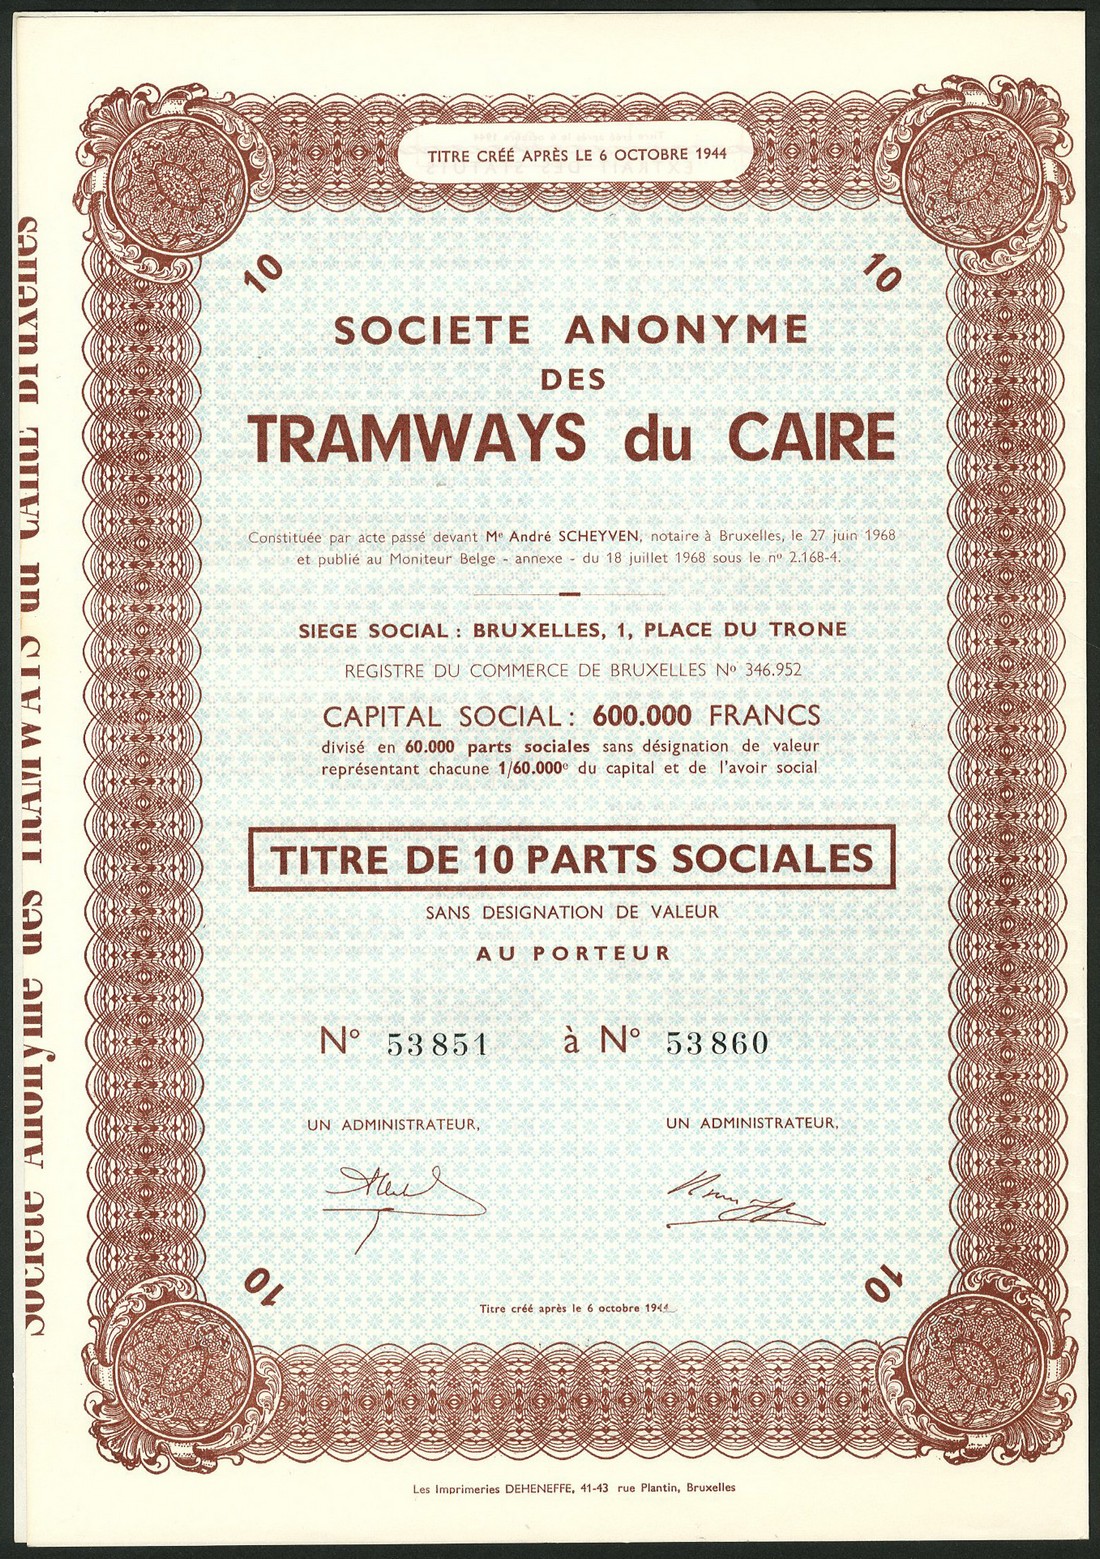 TITRE CRÉÉ APRÈS LE 6 OCTOBRE 1944
10
10
SOCIETE ANONYME
DES
TRAMWAYS du CAIRE
Constituée par acte passé devant Me André SCHEYVEN, notaire à Bruxelles, le 27 juin 1968
et publié au Moniteur Belge - annexe - du 18 juillet 1968 sous le no 2.168-4.
SIEGE SOCIAL : BRUXELLES, 1, PLACE DU TRONE
REGISTRE DU COMMERCE DE BRUXELLES No 346.952
CAPITAL SOCIAL : 600.000 FRANCS
divisé en 60.000 parts sociales sans désignation de valeur
représentant chacune 1/60.000e du capital et de l'avoir social
TITRE DE 10 PARTS SOCIALES
SANS DESIGNATION DE VALEUR
AU PORTEUR
N° 53851 à N° 53860
UN ADMINISTRATEUR, UN ADMINISTRATEUR,
10
10
Titre créé après le 6 octobre 1944
Les Imprimeries DEHENEFFE, 41-43 rue Plantin, Bruxelles
Société Anonyme des TRAMWAYS du CAIRE Bruxelles